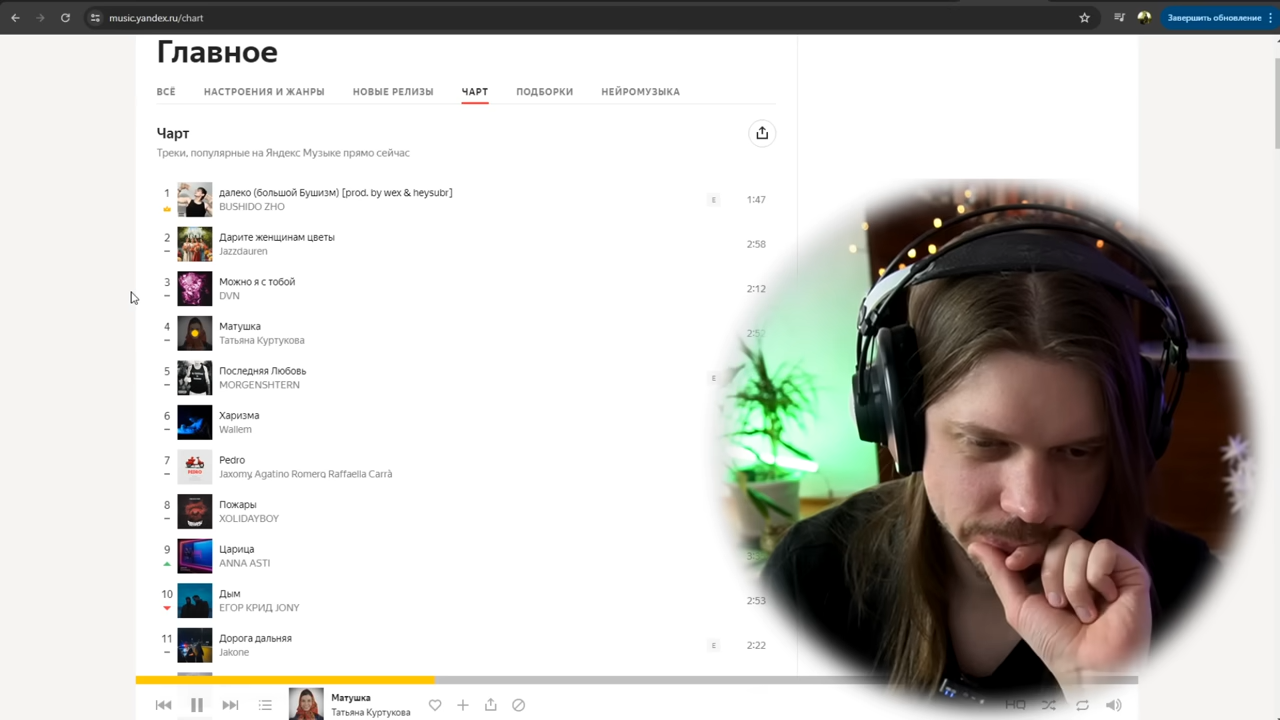 music.yandex.ru/chart
Завершить обновление
Главное
ВСЁ НАСТРОЕНИЯ И ЖАНРЫ НОВЫЕ РЕЛИЗЫ ЧАРТ ПОДБОРКИ НЕЙРОМУЗЫКА
Чарт
Треки, популярные на Яндекс Музыке прямо сейчас
1 далеко (большой Бушизм) [prod. by wex & heysubr] E 1:47
BUSHIDO ZHO
2 Дарите женщинам цветы 2:58
Jazzdauren
3 Можно я с тобой 2:12
DVN
4 Матушка
Татьяна Куртукова
5 Последняя Любовь E
MORGENSHTERN
6 Харизма
Wallem
7 Pedro
Jaxomy, Agatino Romero, Raffaella Carrà
8 Пожары
XOLIDAYBOY
9 Царица
ANNA ASTI
10 Дым 2:53
ЕГОР КРИД, JONY
11 Дорога дальняя E 2:22
Jakone
Матушка
Татьяна Куртукова
HQ